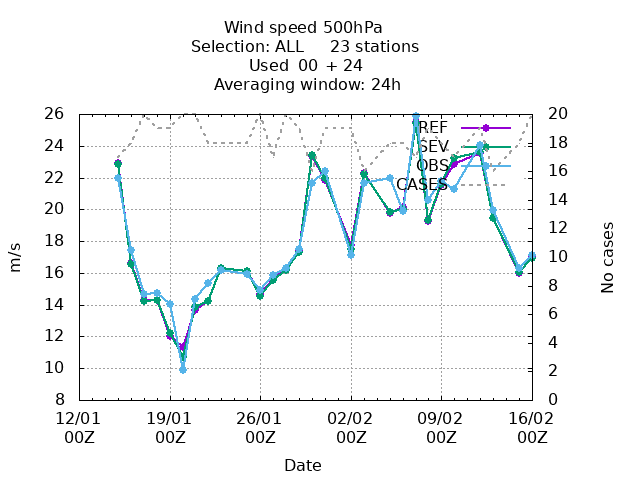 Wind speed 500hPa
Selection: ALL 23 stations
Used 00 + 24
Averaging window: 24h
26 20
24 18
22 16
20 14
18 12
16 10
14 8
12 6
10 4
8 2
0
REF
SEV
OBS
CASES
m/s
No cases
12/01 19/01 26/01 02/02 09/02 16/02
00Z 00Z 00Z 00Z 00Z 00Z
Date